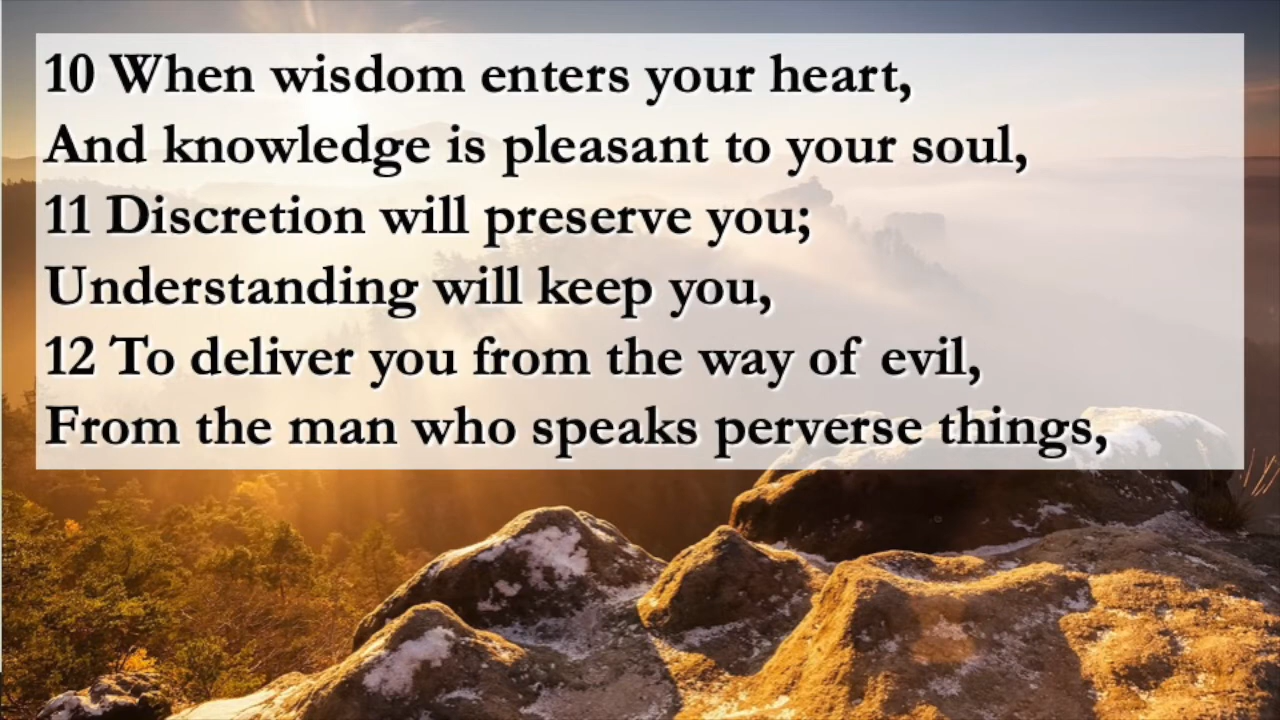 10 When wisdom enters your heart,
And knowledge is pleasant to your soul,
11 Discretion will preserve you;
Understanding will keep you,
12 To deliver you from the way of evil,
From the man who speaks perverse things,